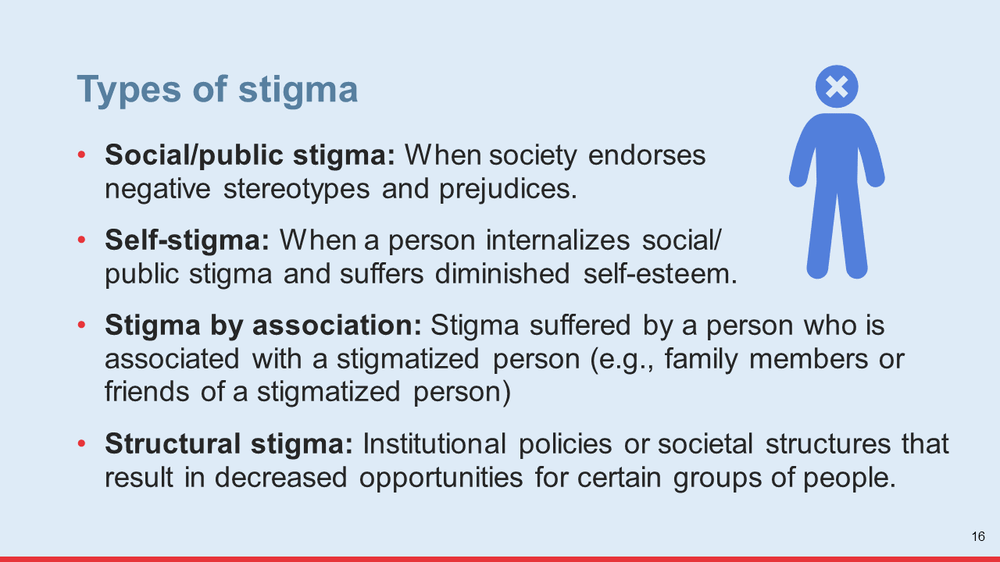 Types of stigma
• Social/public stigma: When society endorses
negative stereotypes and prejudices.
• Self-stigma: When a person internalizes social/
public stigma and suffers diminished self-esteem.
• Stigma by association: Stigma suffered by a person who is
associated with a stigmatized person (e.g., family members or
friends of a stigmatized person)
• Structural stigma: Institutional policies or societal structures that
result in decreased opportunities for certain groups of people.
16